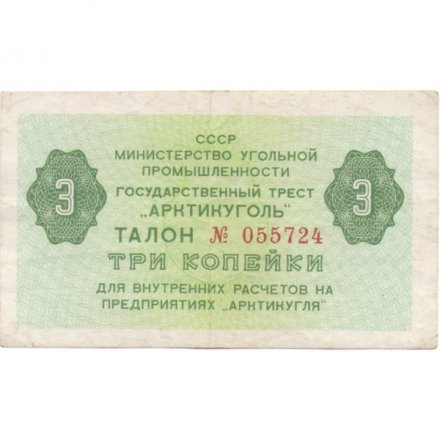 СССР
МИНИСТЕРСТВО УГОЛЬНОЙ
ПРОМЫШЛЕННОСТИ
ГОСУДАРСТВЕННЫЙ ТРЕСТ
„АРКТИКУГОЛЬ"
3 ТАЛОН № 055724 3
ТРИ КОПЕЙКИ
ДЛЯ ВНУТРЕННИХ РАСЧЕТОВ НА
ПРЕДПРИЯТИЯХ „АРКТИКУГЛЯ"